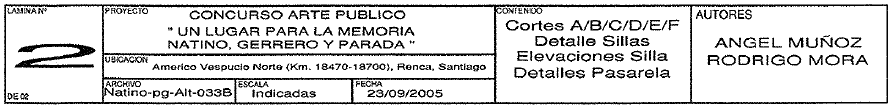 LAMINA Nº
2
DE 02
PROYECTO
CONCURSO ARTE PUBLICO
" UN LUGAR PARA LA MEMORIA
NATINO, GERRERO Y PARADA "
UBICACION
Americo Vespucio Norte (Km. 18470-18700), Renca, Santiago
ARCHIVO
Natino-pg-Alt-033B
ESCALA
Indicadas
FECHA
23/09/2005
CONTENIDO
Cortes A/B/C/D/E/F
Detalle Sillas
Elevaciones Silla
Detalles Pasarela
AUTORES
ANGEL MUÑOZ
RODRIGO MORA